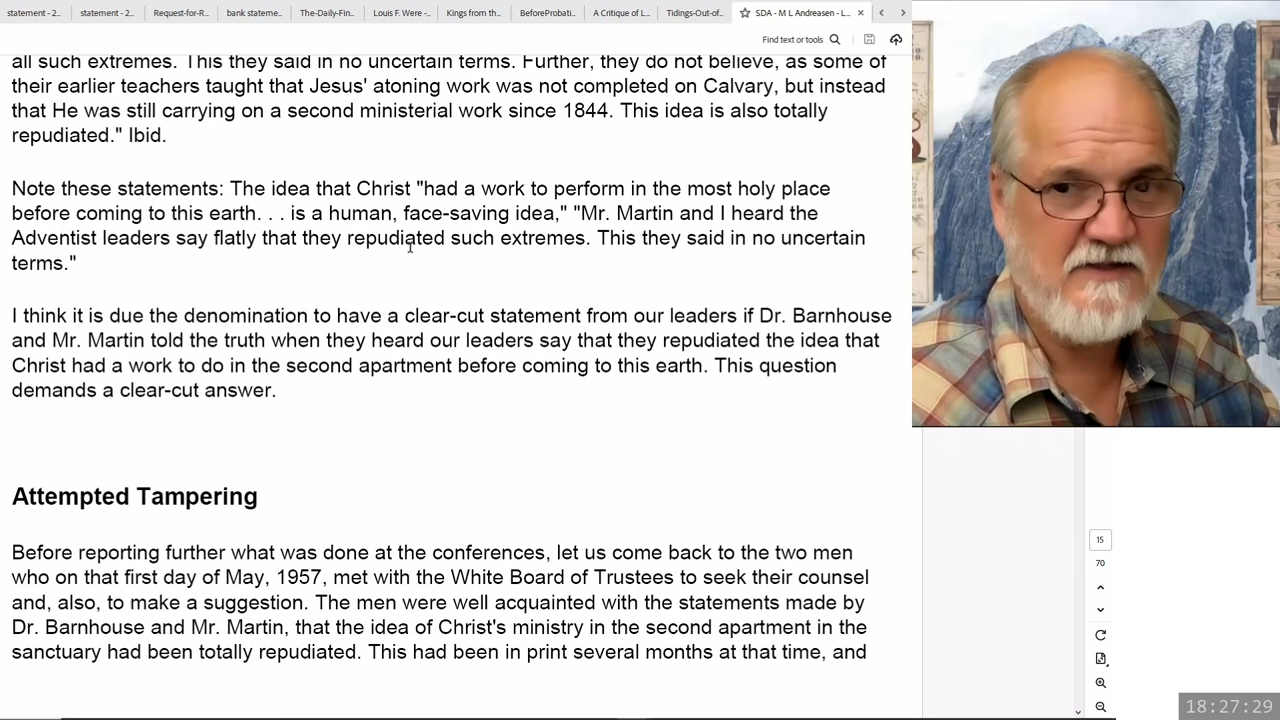 statement - 2...
statement - 2...
Request-for-R...
bank stateme...
The-Daily-Fin...
Louis F. Were -...
Kings from th...
BeforeProbati...
A Critique of L...
Tidings-Out-of...
SDA - M L Andreasen - L...
Find text or tools
all such extremes. This they said in no uncertain terms. Further, they do not believe, as some of
their earlier teachers taught that Jesus' atoning work was not completed on Calvary, but instead
that He was still carrying on a second ministerial work since 1844. This idea is also totally
repudiated." Ibid.
Note these statements: The idea that Christ "had a work to perform in the most holy place
before coming to this earth. . . is a human, face-saving idea," "Mr. Martin and I heard the
Adventist leaders say flatly that they repudiated such extremes. This they said in no uncertain
terms."
I think it is due the denomination to have a clear-cut statement from our leaders if Dr. Barnhouse
and Mr. Martin told the truth when they heard our leaders say that they repudiated the idea that
Christ had a work to do in the second apartment before coming to this earth. This question
demands a clear-cut answer.
Attempted Tampering
Before reporting further what was done at the conferences, let us come back to the two men
who on that first day of May, 1957, met with the White Board of Trustees to seek their counsel
and, also, to make a suggestion. The men were well acquainted with the statements made by
Dr. Barnhouse and Mr. Martin, that the idea of Christ's ministry in the second apartment in the
sanctuary had been totally repudiated. This had been in print several months at that time, and
15
70
18:27:29